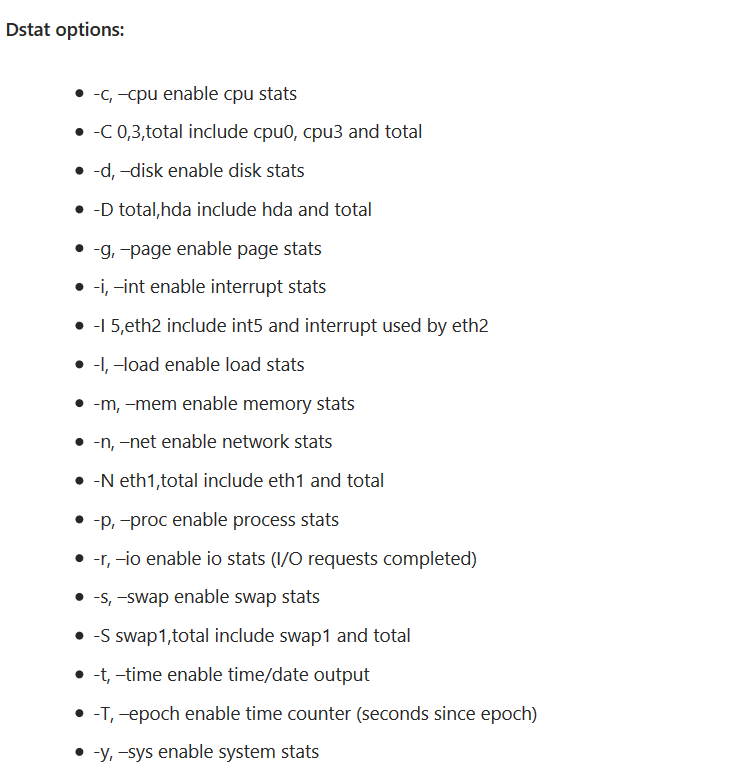 Dstat options:
-c, –cpu enable cpu stats
-C 0,3,total include cpu0, cpu3 and total
-d, –disk enable disk stats
-D total,hda include hda and total
-g, –page enable page stats
-i, –int enable interrupt stats
-I 5,eth2 include int5 and interrupt used by eth2
-l, –load enable load stats
-m, –mem enable memory stats
-n, –net enable network stats
-N eth1,total include eth1 and total
-p, –proc enable process stats
-r, –io enable io stats (I/O requests completed)
-s, –swap enable swap stats
-S swap1,total include swap1 and total
-t, –time enable time/date output
-T, –epoch enable time counter (seconds since epoch)
-y, –sys enable system stats